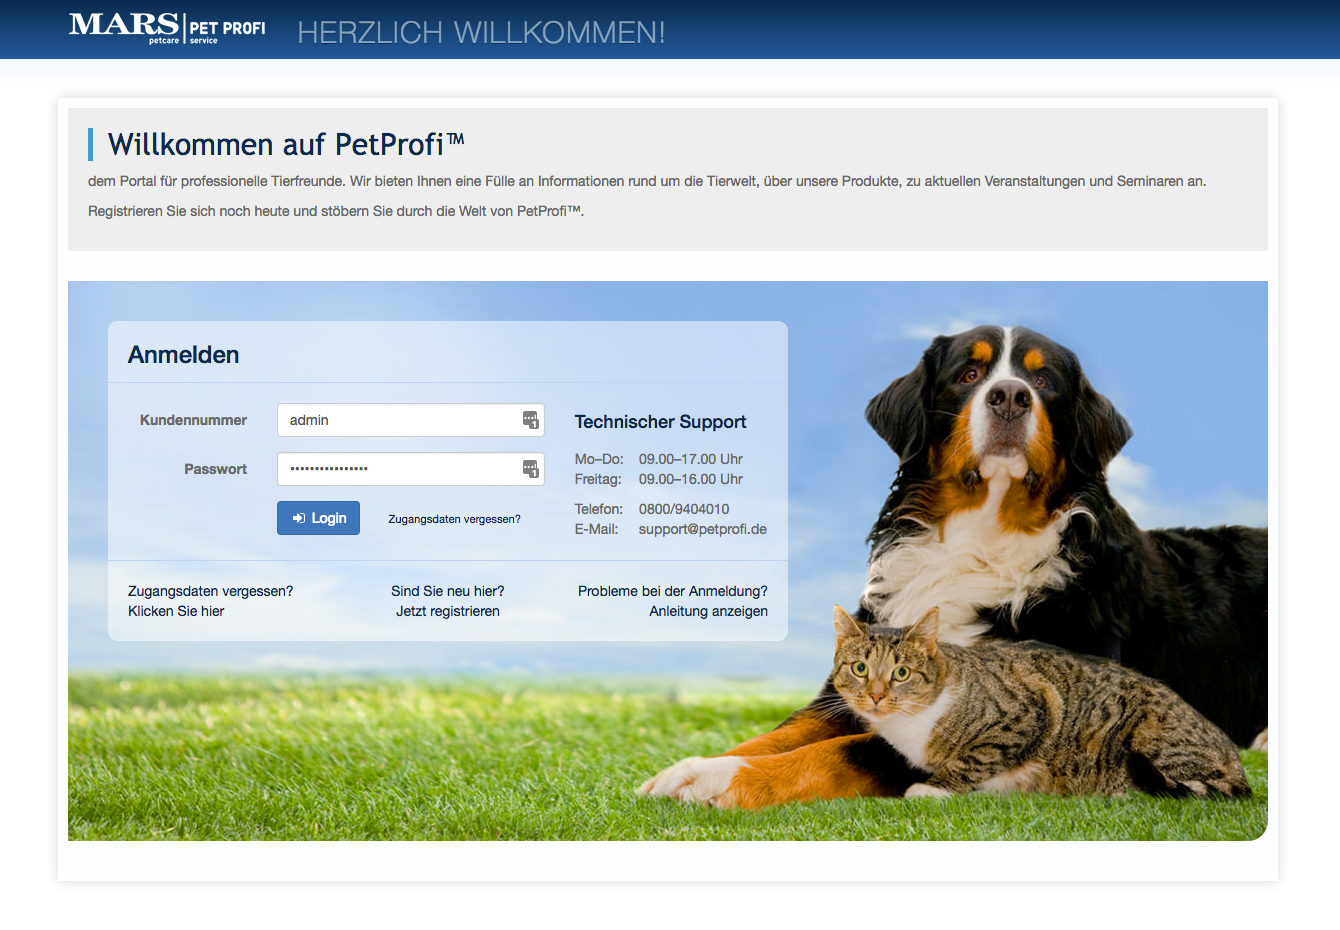 MARS PET PROFI
petcare service
HERZLICH WILLKOMMEN!
Willkommen auf PetProfi™
dem Portal für professionelle Tierfreunde. Wir bieten Ihnen eine Fülle an Informationen rund um die Tierwelt, über unsere Produkte, zu aktuellen Veranstaltungen und Seminaren an.
Registrieren Sie sich noch heute und stöbern Sie durch die Welt von PetProfi™.
Anmelden
Kundennummer admin
Passwort ••••••••••••••••
Login
Zugangsdaten vergessen?
Technischer Support
Mo–Do: 09.00–17.00 Uhr
Freitag: 09.00–16.00 Uhr
Telefon: 0800/9404010
E-Mail: support@petprofi.de
Zugangsdaten vergessen?
Klicken Sie hier
Sind Sie neu hier?
Jetzt registrieren
Probleme bei der Anmeldung?
Anleitung anzeigen